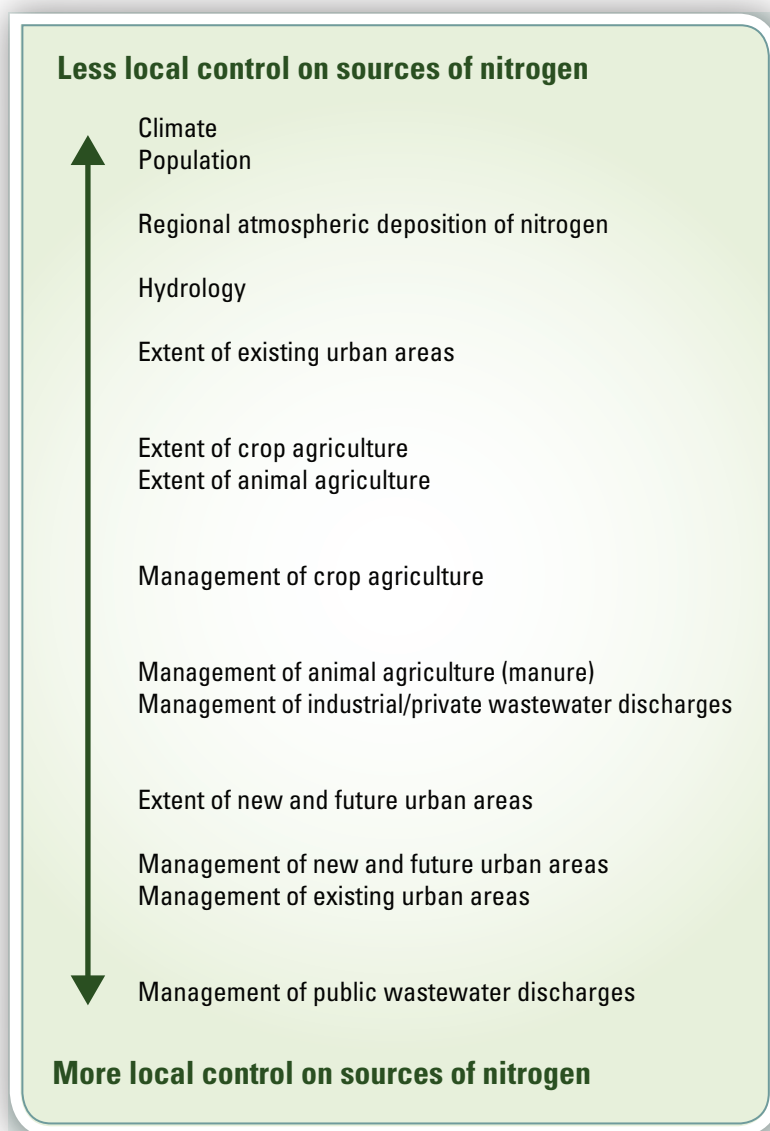 Less local control on sources of nitrogen
Climate
Population
Regional atmospheric deposition of nitrogen
Hydrology
Extent of existing urban areas
Extent of crop agriculture
Extent of animal agriculture
Management of crop agriculture
Management of animal agriculture (manure)
Management of industrial/private wastewater discharges
Extent of new and future urban areas
Management of new and future urban areas
Management of existing urban areas
Management of public wastewater discharges
More local control on sources of nitrogen